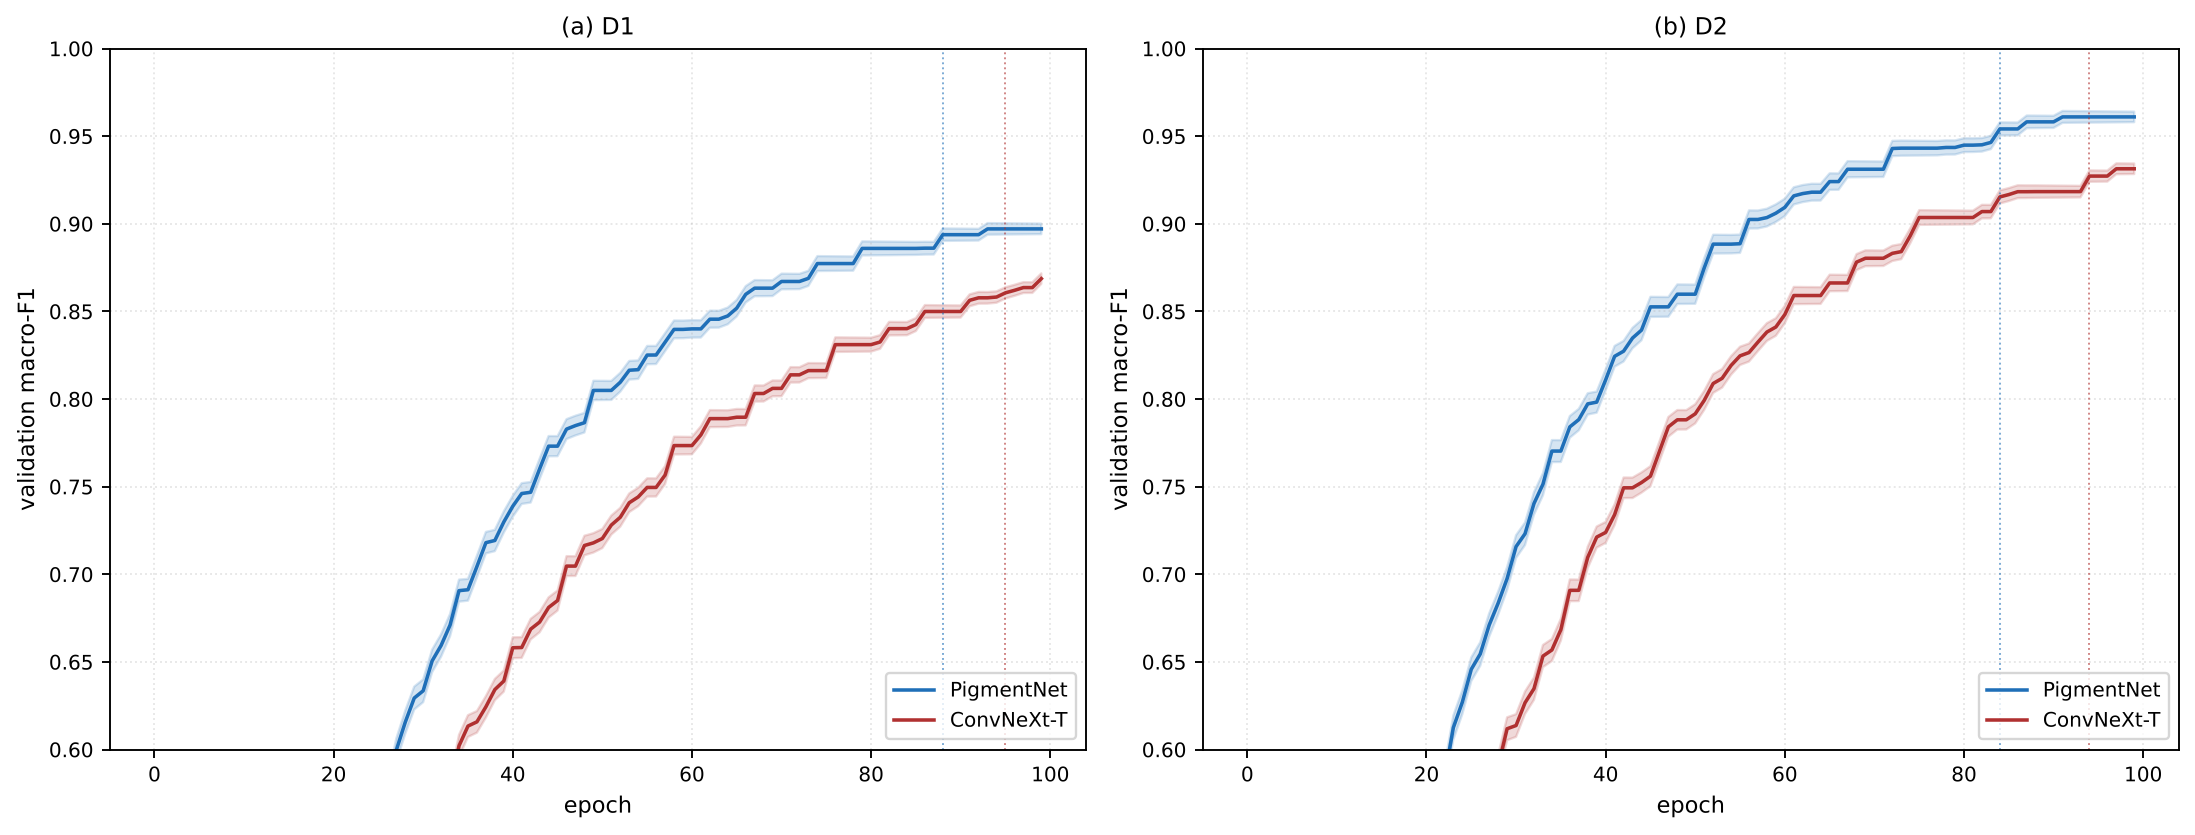 (a) D1
1.00
0.95
0.90
0.85
0.80
0.75
0.70
0.65
0.60
validation macro-F1
0 20 40 60 80 100
epoch
PigmentNet
ConvNeXt-T
(b) D2
1.00
0.95
0.90
0.85
0.80
0.75
0.70
0.65
0.60
validation macro-F1
0 20 40 60 80 100
epoch
PigmentNet
ConvNeXt-T